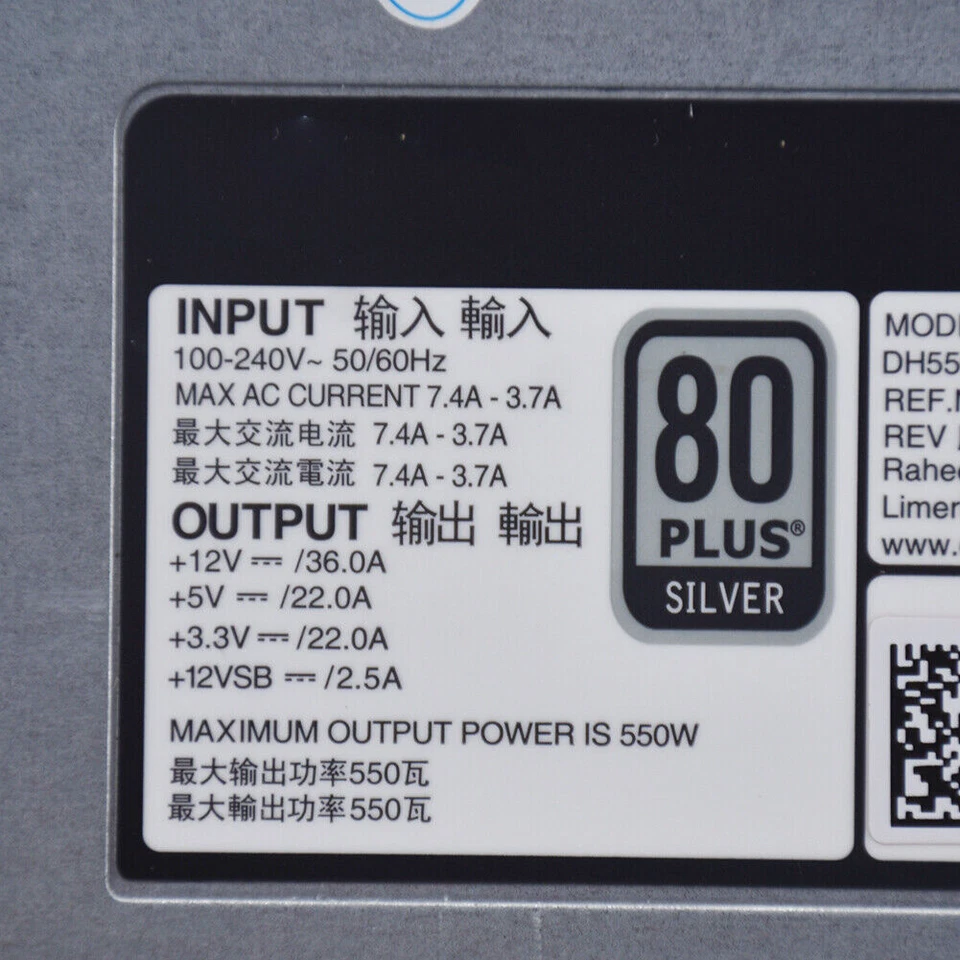 INPUT 输入 輸入
100-240V~ 50/60Hz
MAX AC CURRENT 7.4A - 3.7A
最大交流电流 7.4A - 3.7A
最大交流電流 7.4A - 3.7A
OUTPUT 输出 輸出
+12V ⎓ /36.0A
+5V ⎓ /22.0A
+3.3V ⎓ /22.0A
+12VSB ⎓ /2.5A
MAXIMUM OUTPUT POWER IS 550W
最大输出功率550瓦
最大輸出功率550瓦
80
PLUS®
SILVER
DH55
REV
www.